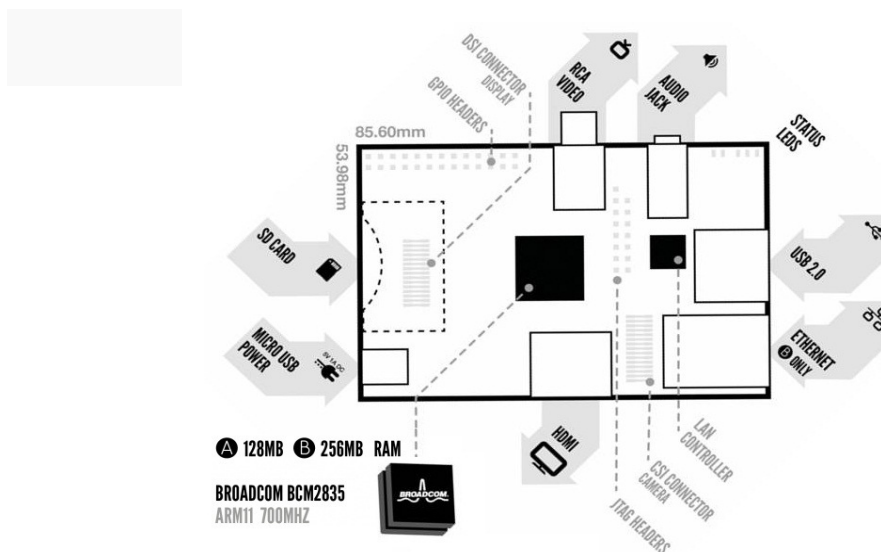 DSI CONNECTOR
DISPLAY
GPIO HEADERS
RCA
VIDEO
AUDIO
JACK
STATUS
LEDS
85.60mm
53.98mm
SD CARD
USB 2.0
MICRO USB
POWER
5V 1A DC
ETHERNET
B ONLY
HDMI
LAN
CONTROLLER
CSI CONNECTOR
CAMERA
JTAG HEADERS
A 128MB B 256MB RAM
BROADCOM BCM2835
ARM11 700MHZ
BROADCOM